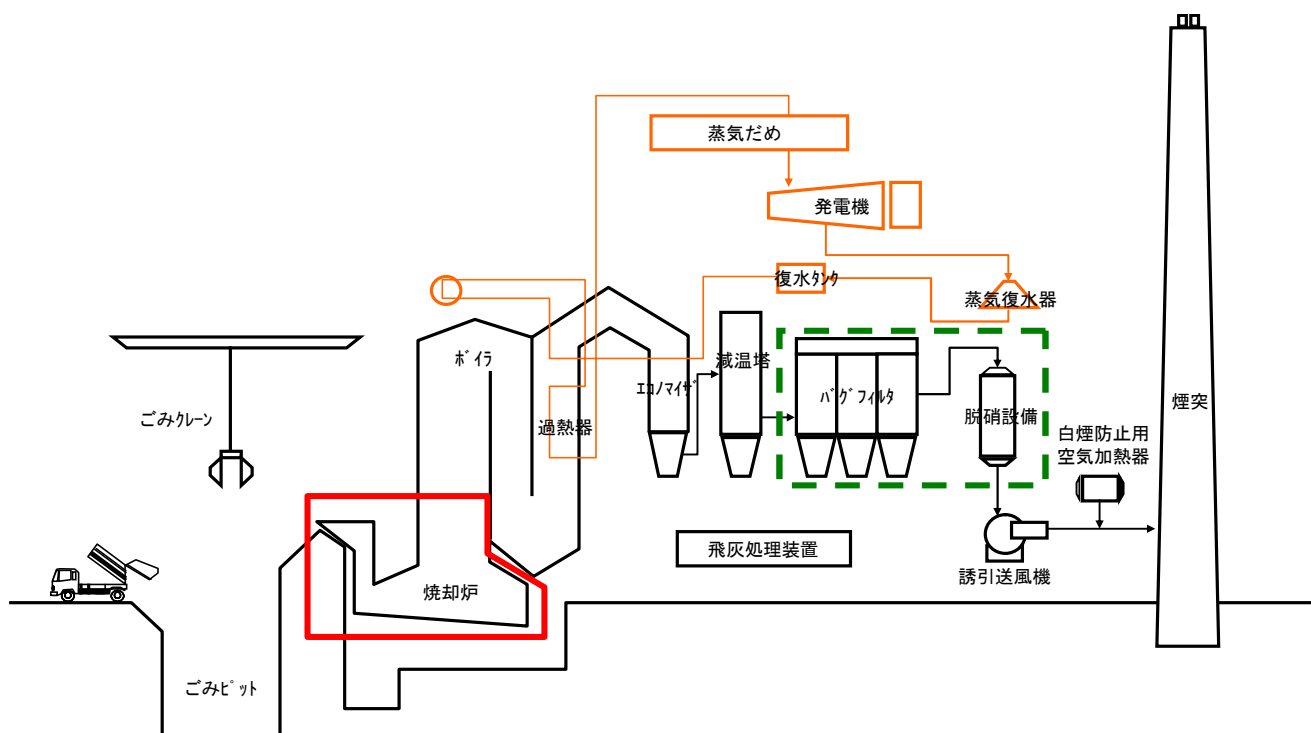 蒸気だめ
発電機
復水ﾀﾝｸ
蒸気復水器
ﾎﾞｲﾗ
減温塔
ｴｺﾉﾏｲｻﾞ
ﾊﾞｸﾞﾌｨﾙﾀ
脱硝設備
煙突
ごみｸﾚｰﾝ
過熱器
白煙防止用
空気加熱器
飛灰処理装置
誘引送風機
焼却炉
ごみﾋﾟｯﾄ